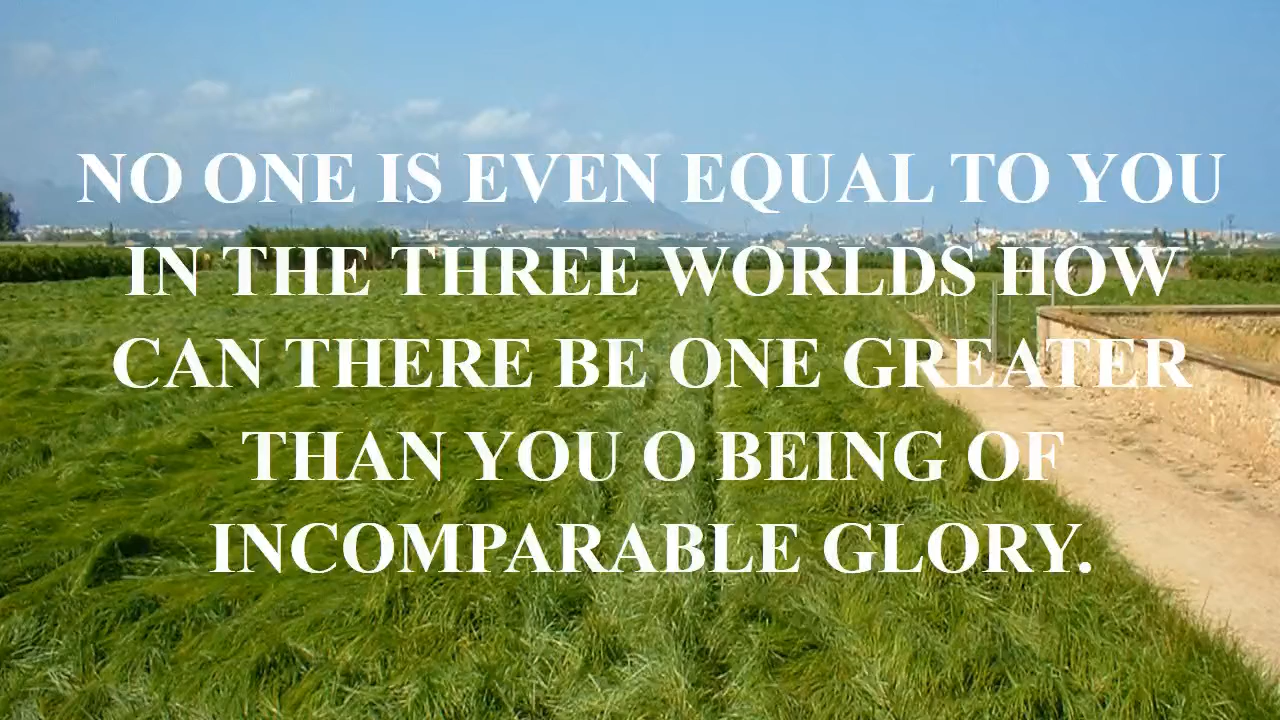 NO ONE IS EVEN EQUAL TO YOU
IN THE THREE WORLDS HOW
CAN THERE BE ONE GREATER
THAN YOU O BEING OF
INCOMPARABLE GLORY.